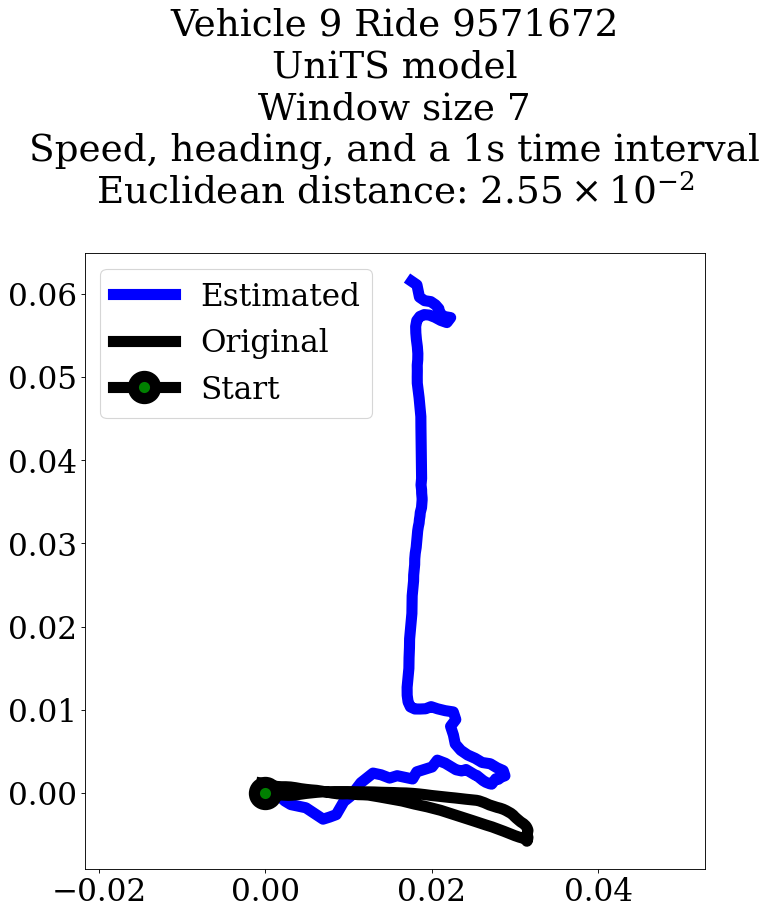 Vehicle 9 Ride 9571672
UniTS model
Window size 7
Speed, heading, and a 1s time interval
Euclidean distance: 2.55 × 10⁻²
Estimated
Original
Start
0.06
0.05
0.04
0.03
0.02
0.01
0.00
−0.02 0.00 0.02 0.04